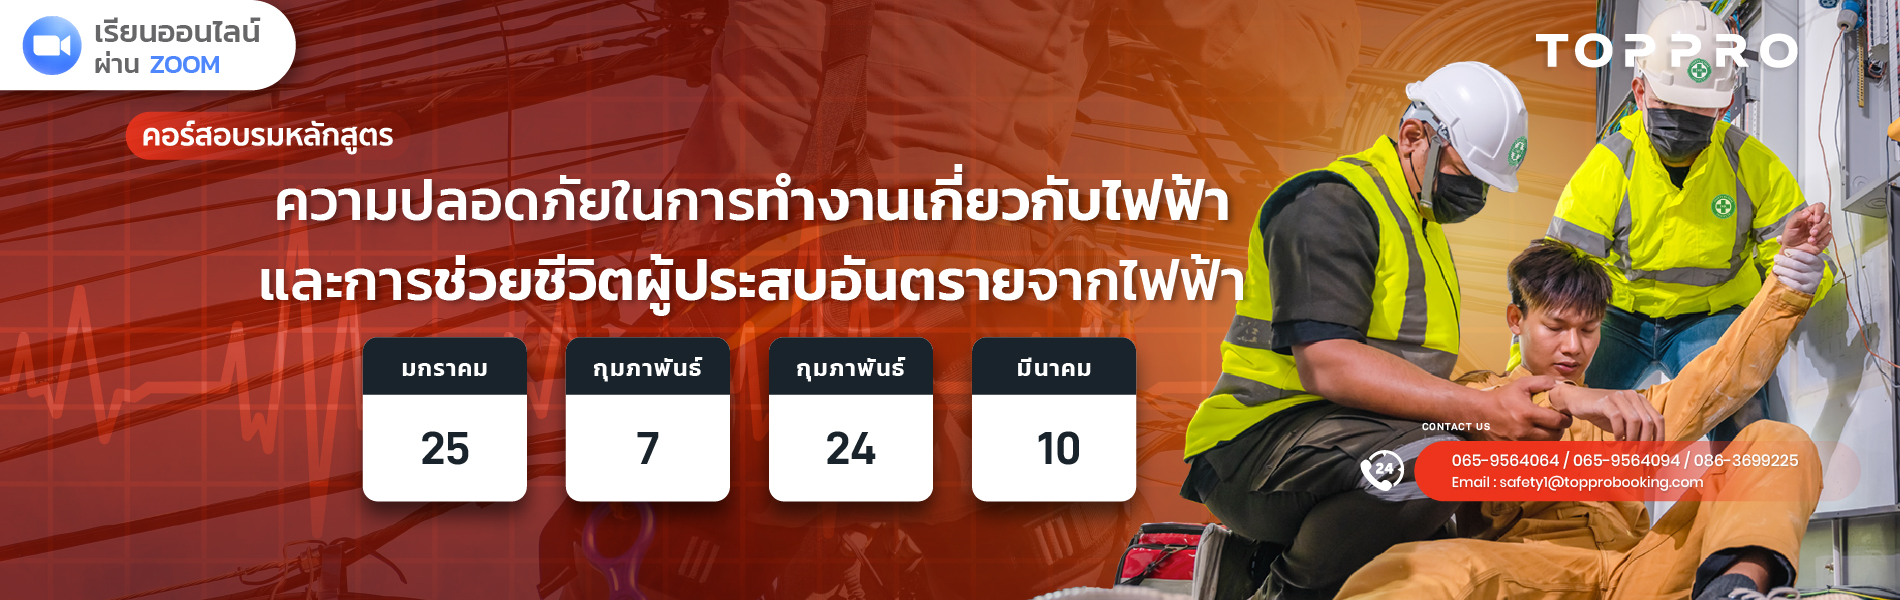 เรียนออนไลน์
ผ่าน ZOOM
TOPPRO
คอร์สอบรมหลักสูตร
ความปลอดภัยในการทำงานเกี่ยวกับไฟฟ้า
และการช่วยชีวิตผู้ประสบอันตรายจากไฟฟ้า
มกราคม
25
กุมภาพันธ์
7
กุมภาพันธ์
24
มีนาคม
10
CONTACT US
24
065-9564064 / 065-9564094 / 086-3699225
Email : safety1@topprobooking.com